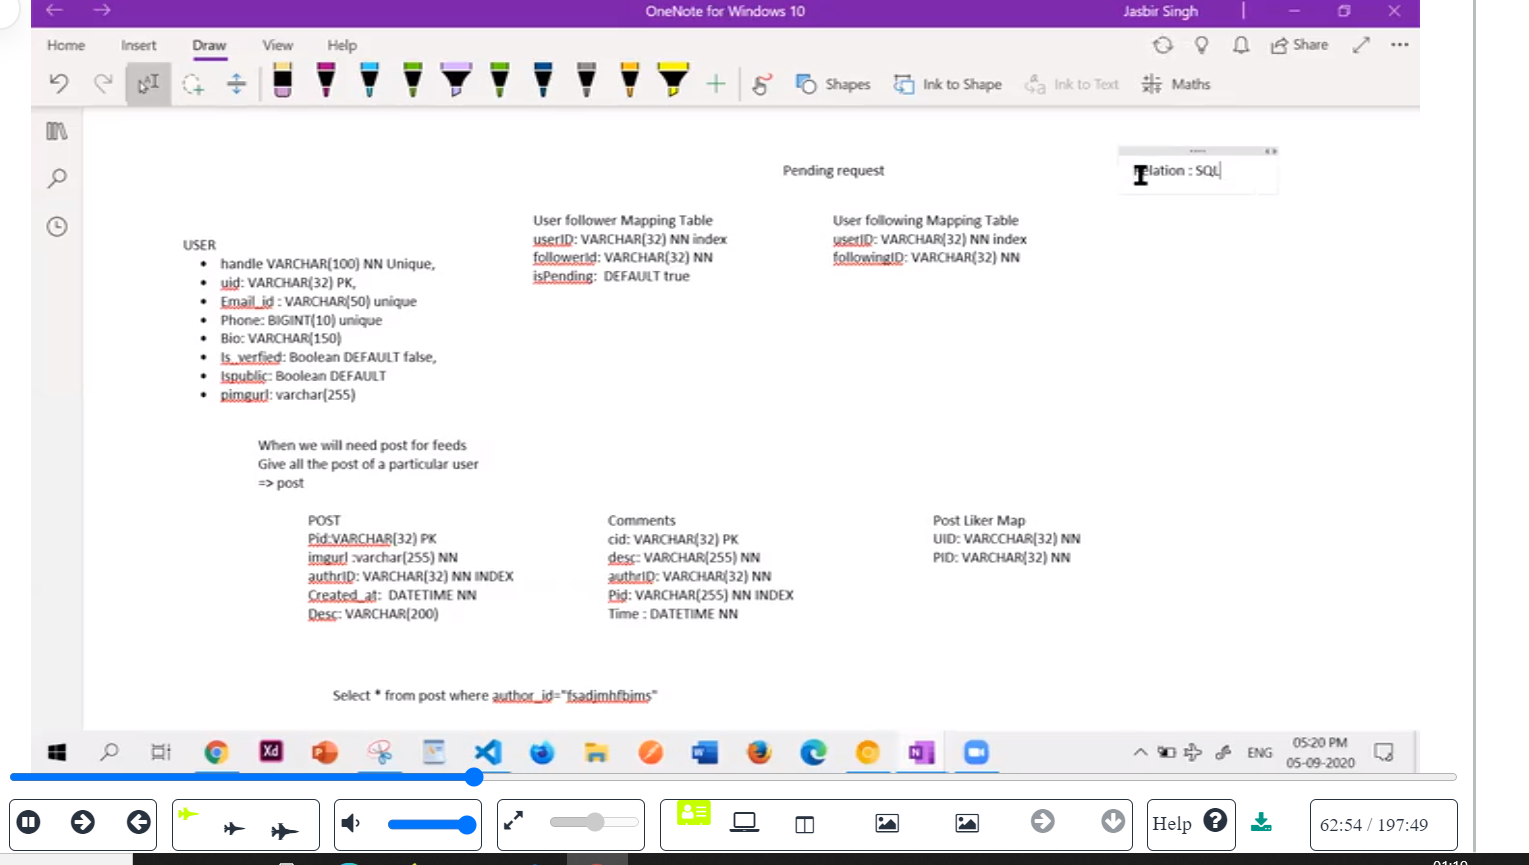 OneNote for Windows 10
Jasbir Singh
Home Insert Draw View Help
Share
Shapes Ink to Shape Ink to Text Maths
Pending request
elation : SQL
User follower Mapping Table
userID: VARCHAR(32) NN index
followerId: VARCHAR(32) NN
isPending: DEFAULT true
User following Mapping Table
userID: VARCHAR(32) NN index
followingID: VARCHAR(32) NN
USER
• handle VARCHAR(100) NN Unique,
• uid: VARCHAR(32) PK,
• Email_id : VARCHAR(50) unique
• Phone: BIGINT(10) unique
• Bio: VARCHAR(150)
• Is_verfied: Boolean DEFAULT false,
• Ispublic: Boolean DEFAULT
• pimgurl: varchar(255)
When we will need post for feeds
Give all the post of a particular user
=> post
POST
Pid:VARCHAR(32) PK
imgurl :varchar(255) NN
authrID: VARCHAR(32) NN INDEX
Created_at: DATETIME NN
Desc: VARCHAR(200)
Comments
cid: VARCHAR(32) PK
desc: VARCHAR(255) NN
authrID: VARCHAR(32) NN
Pid: VARCHAR(255) NN INDEX
Time : DATETIME NN
Post Liker Map
UID: VARCCHAR(32) NN
PID: VARCHAR(32) NN
Select * from post where author_id="fsadjmhfbjms"
Xd
ENG
05:20 PM
05-09-2020
Help
62:54 / 197:49